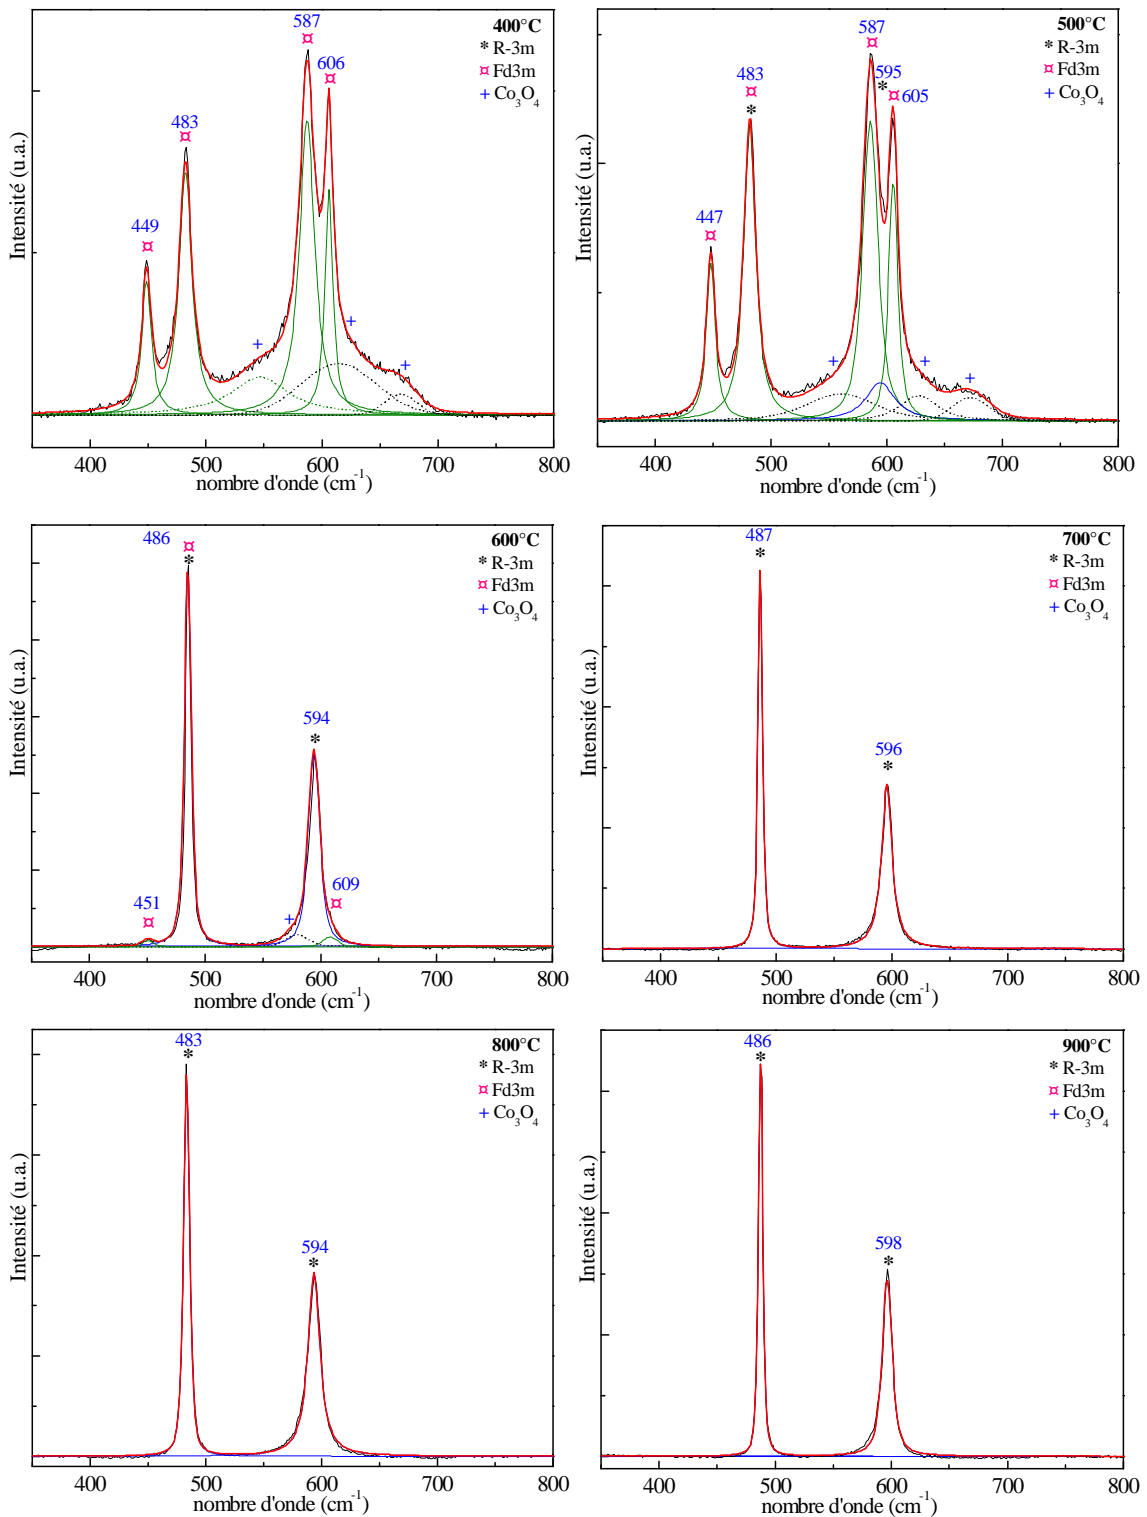 400°C
* R-3m
¤ Fd3m
+ Co3O4
587
606
483
449
Intensité (u.a.)
400 500 600 700 800
nombre d'onde (cm-1)
500°C
* R-3m
¤ Fd3m
+ Co3O4
587
595
605
483
447
Intensité (u.a.)
400 500 600 700 800
nombre d'onde (cm-1)
600°C
* R-3m
¤ Fd3m
+ Co3O4
486
594
609
451
Intensité (u.a.)
400 500 600 700 800
nombre d'onde (cm-1)
700°C
* R-3m
¤ Fd3m
+ Co3O4
487
596
Intensité (u.a.)
400 500 600 700 800
nombre d'onde (cm-1)
800°C
* R-3m
¤ Fd3m
+ Co3O4
483
594
Intensité (u.a.)
400 500 600 700 800
nombre d'onde (cm-1)
900°C
* R-3m
¤ Fd3m
+ Co3O4
486
598
Intensité (u.a.)
400 500 600 700 800
nombre d'onde (cm-1)